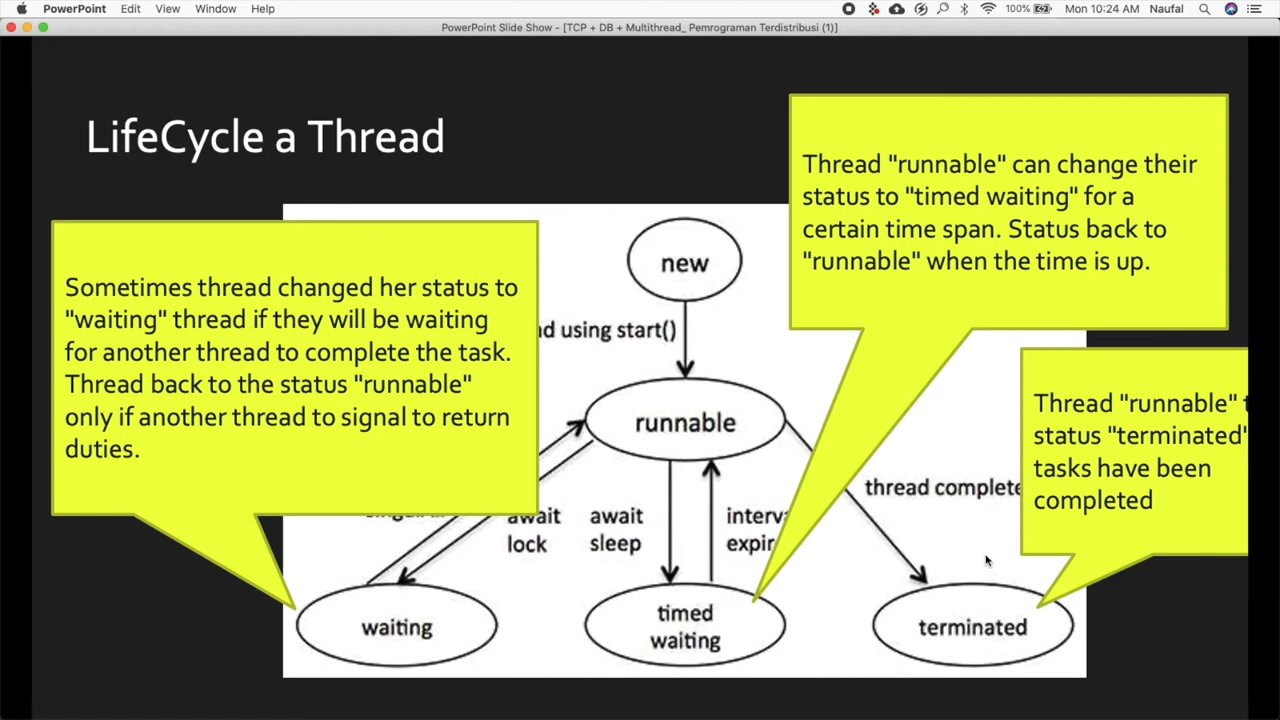 PowerPoint Edit View Window Help 100% Mon 10:24 AM Naufal
PowerPoint Slide Show - [TCP + DB + Multithread_ Pemrograman Terdistribusi (1)]
LifeCycle a Thread
Thread "runnable" can change their
status to "timed waiting" for a
certain time span. Status back to
"runnable" when the time is up.
Sometimes thread changed her status to
"waiting" thread if they will be waiting
for another thread to complete the task.
Thread back to the status "runnable"
only if another thread to signal to return
duties.
new
using start()
runnable
Thread "runnable"
status "terminated"
tasks have been
completed
thread complete
await
lock
await
sleep
waiting
timed
waiting
terminated